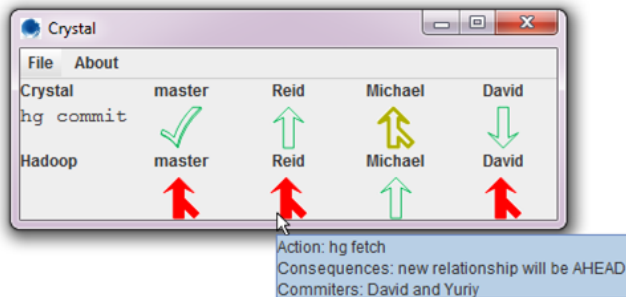 Crystal
File About
Crystal master Reid Michael David
hg commit
Hadoop master Reid Michael David
Action: hg fetch
Consequences: new relationship will be AHEAD
Commiters: David and Yuriy